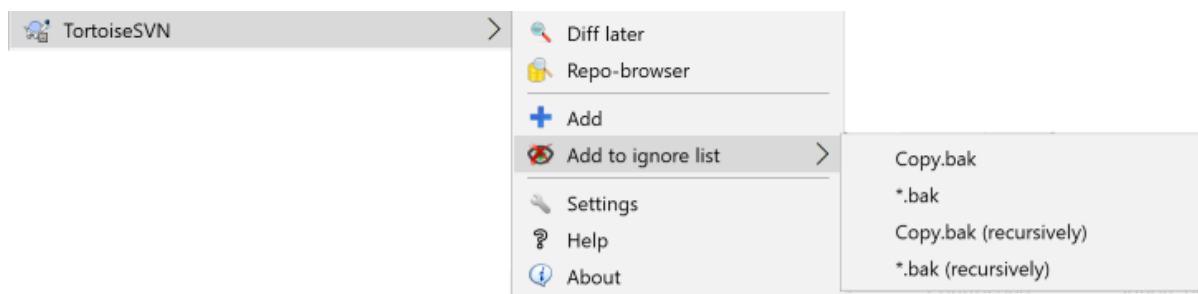 TortoiseSVN
Diff later
Repo-browser
Add
Add to ignore list
Settings
Help
About
Copy.bak
*.bak
Copy.bak (recursively)
*.bak (recursively)